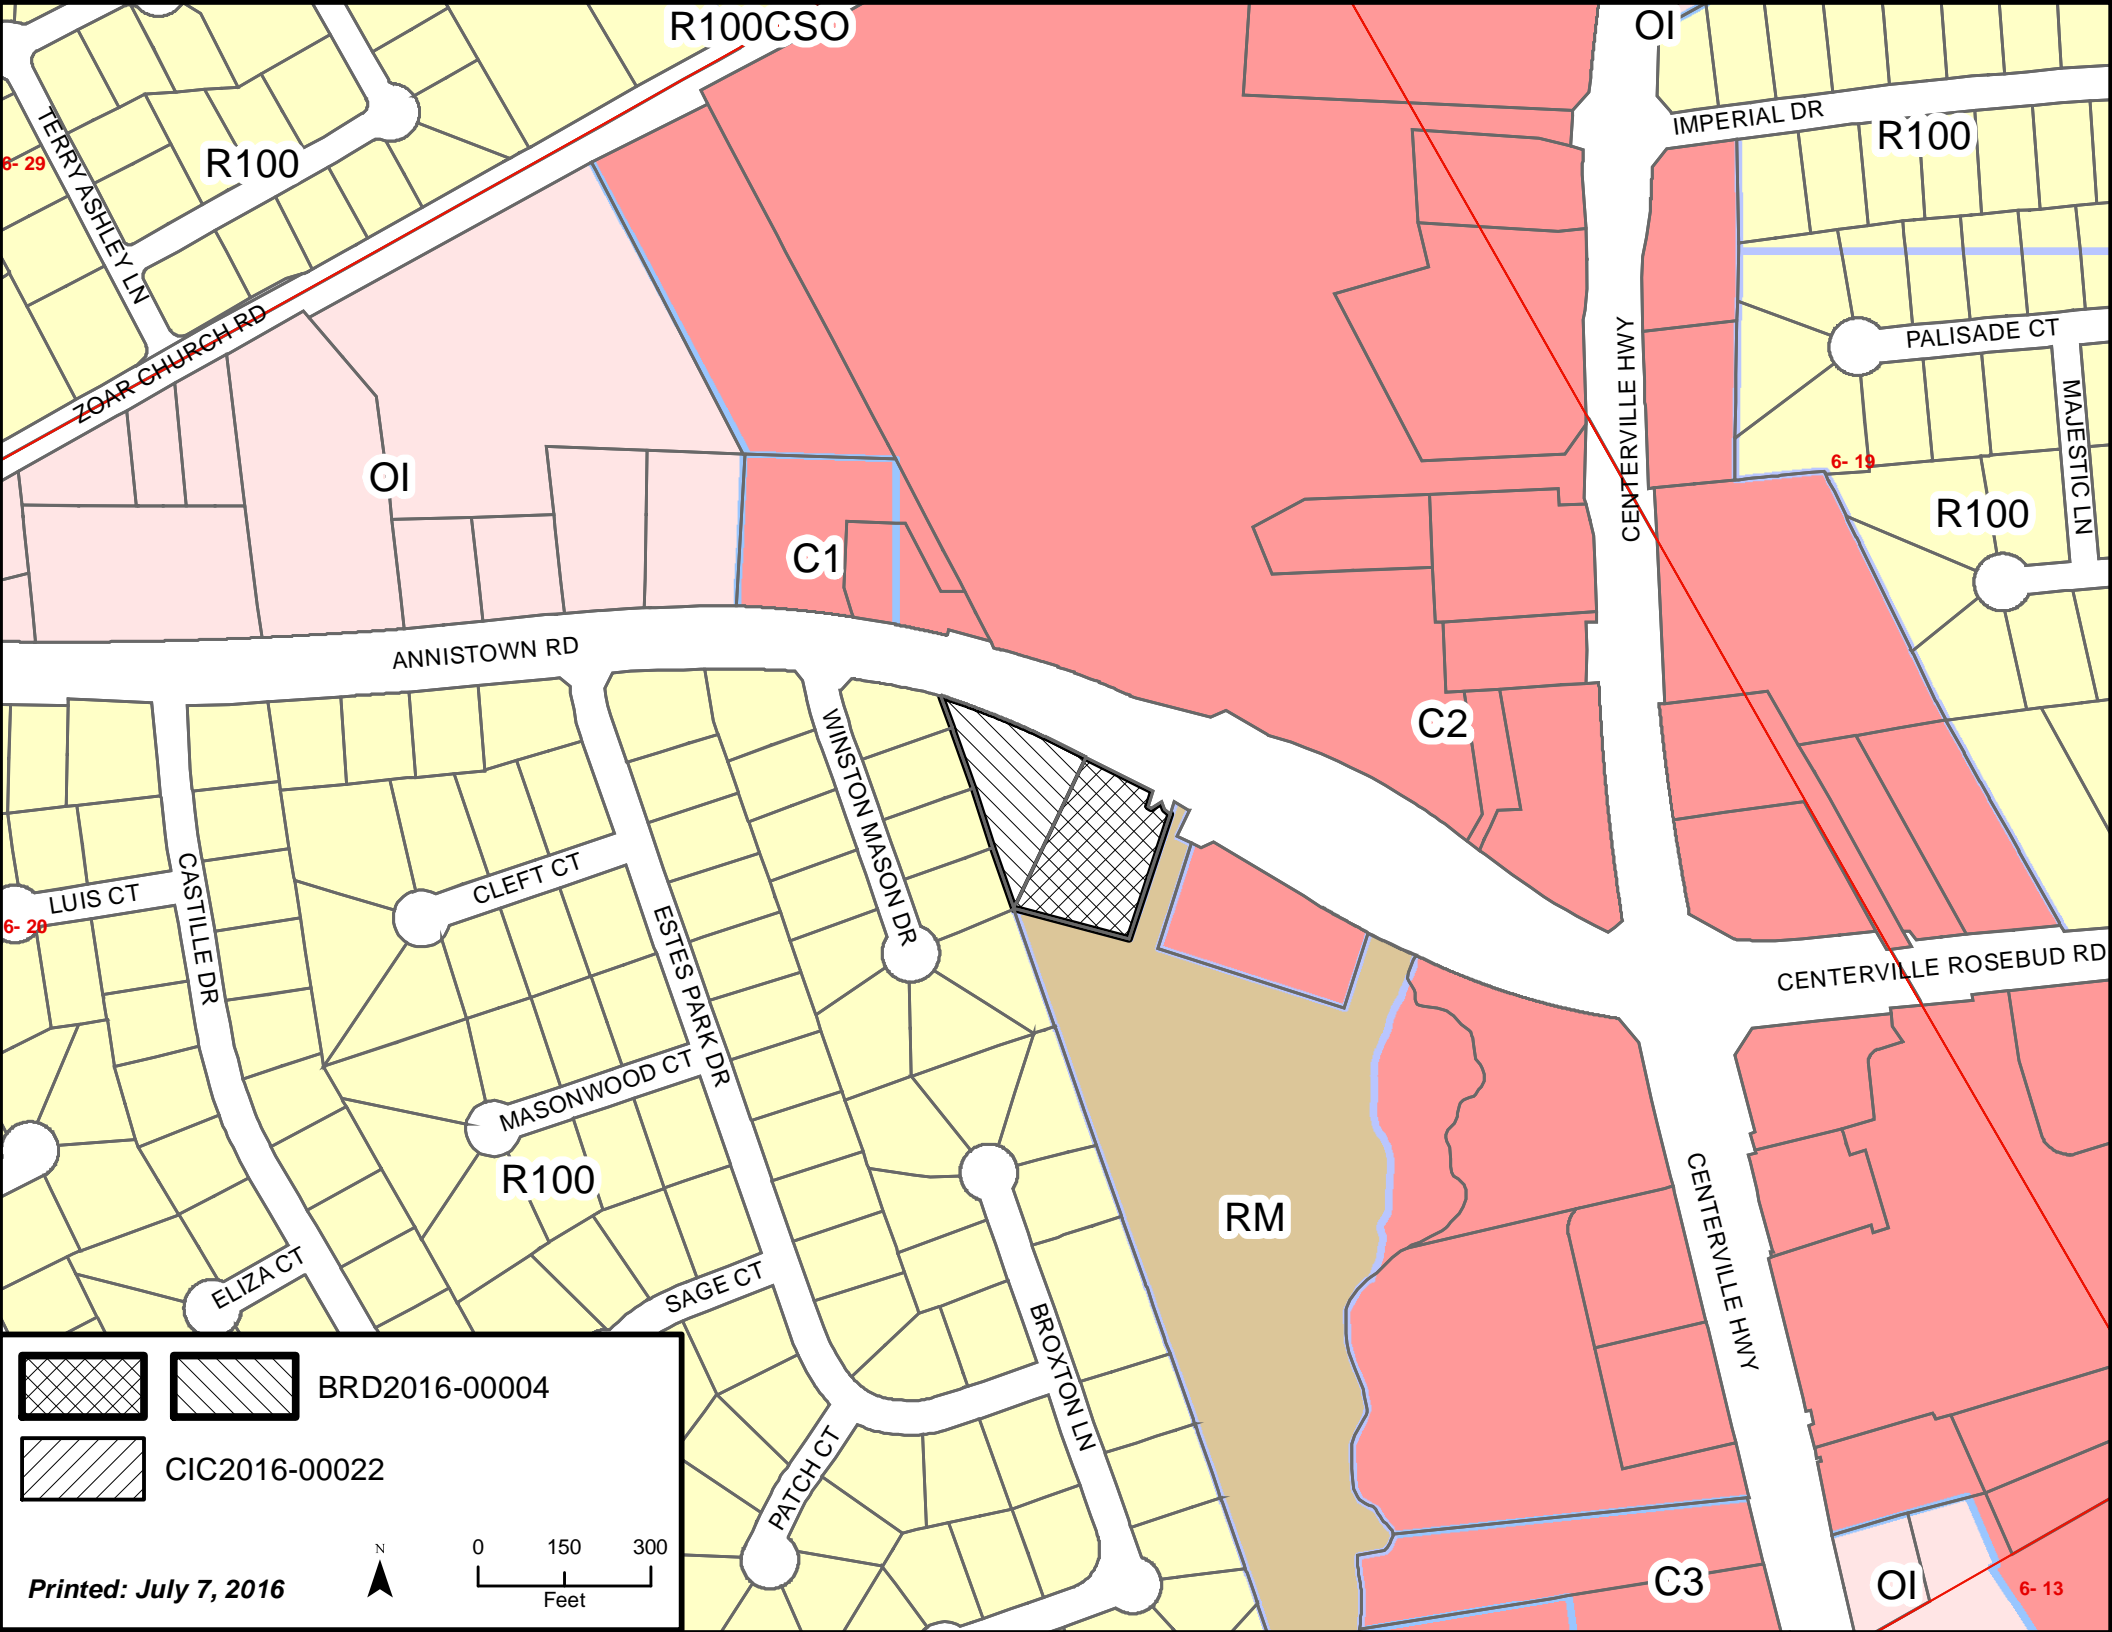 R100CSO
OI
IMPERIAL DR
R100
TERRY ASHLEY LN
6- 29
R100
ZOAR CHURCH RD
CENTERVILLE HWY
PALISADE CT
MAJESTIC LN
6- 19
OI
R100
C1
ANNISTOWN RD
C2
WINSTON MASON DR
CASTILLE DR
LUIS CT
6- 20
CLEFT CT
ESTES PARK DR
CENTERVILLE ROSEBUD RD
MASONWOOD CT
R100
RM
CENTERVILLE HWY
ELIZA CT
SAGE CT
BROXTON LN
PATCH CT
BRD2016-00004
CIC2016-00022
N
0 150 300
Feet
Printed: July 7, 2016
C3
OI
6- 13